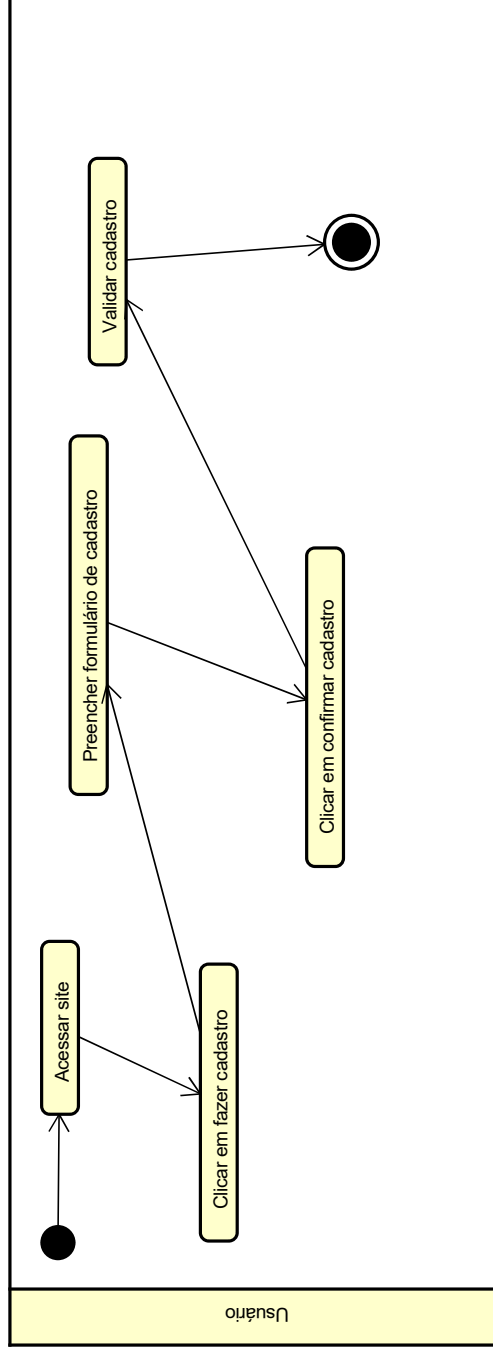 Usuário
Acessar site
Clicar em fazer cadastro
Preencher formulário de cadastro
Clicar em confirmar cadastro
Validar cadastro